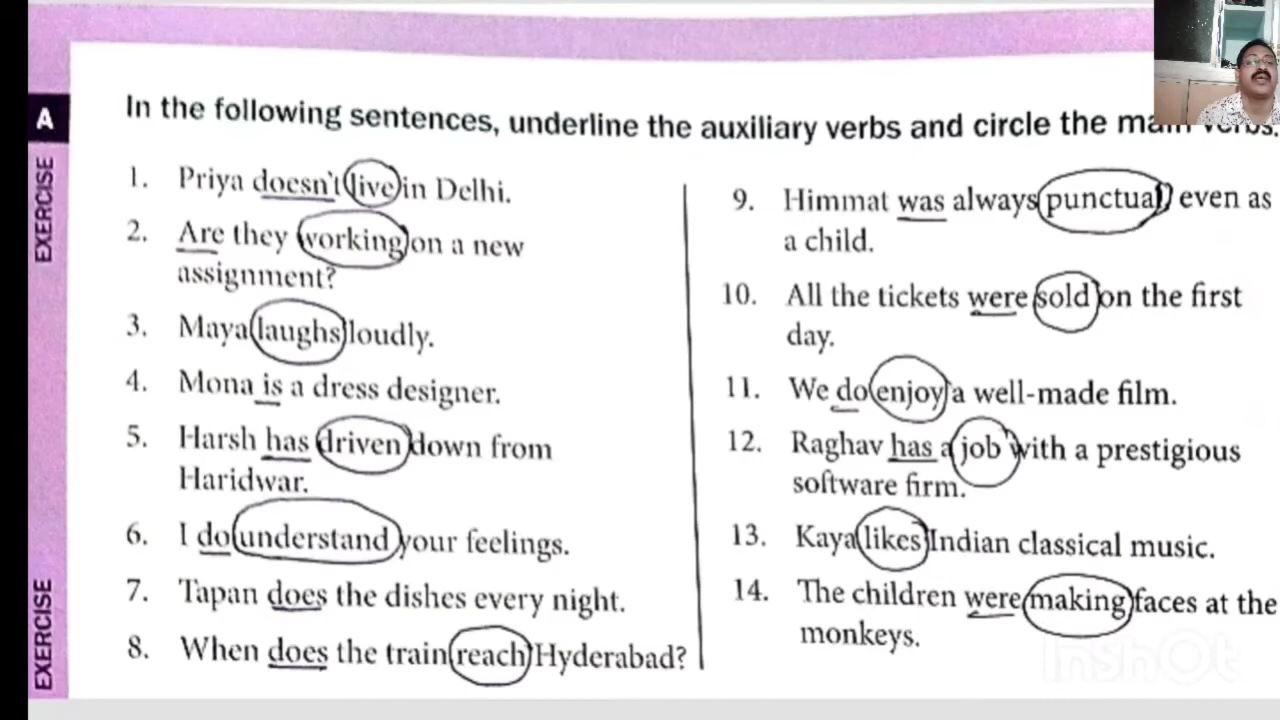 In the following sentences, underline the auxiliary verbs and circle the main verbs.
A
EXERCISE
EXERCISE
1. Priya doesn't live in Delhi.
2. Are they working on a new
assignment?
3. Maya laughs loudly.
4. Mona is a dress designer.
5. Harsh has driven down from
Haridwar.
6. I do understand your feelings.
7. Tapan does the dishes every night.
8. When does the train reach Hyderabad?
9. Himmat was always punctual, even as
a child.
10. All the tickets were sold on the first
day.
11. We do enjoy a well-made film.
12. Raghav has a job with a prestigious
software firm.
13. Kaya likes Indian classical music.
14. The children were making faces at the
monkeys.
InshOt